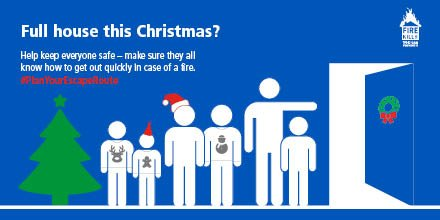 Full house this Christmas?
Help keep everyone safe – make sure they all
know how to get out quickly in case of a fire.
#PlanYourEscapeRoute
FIRE
KILLS